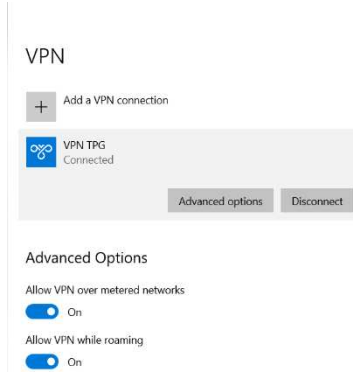 VPN
Add a VPN connection
VPN TPG
Connected
Advanced options Disconnect
Advanced Options
Allow VPN over metered networks
On
Allow VPN while roaming
On